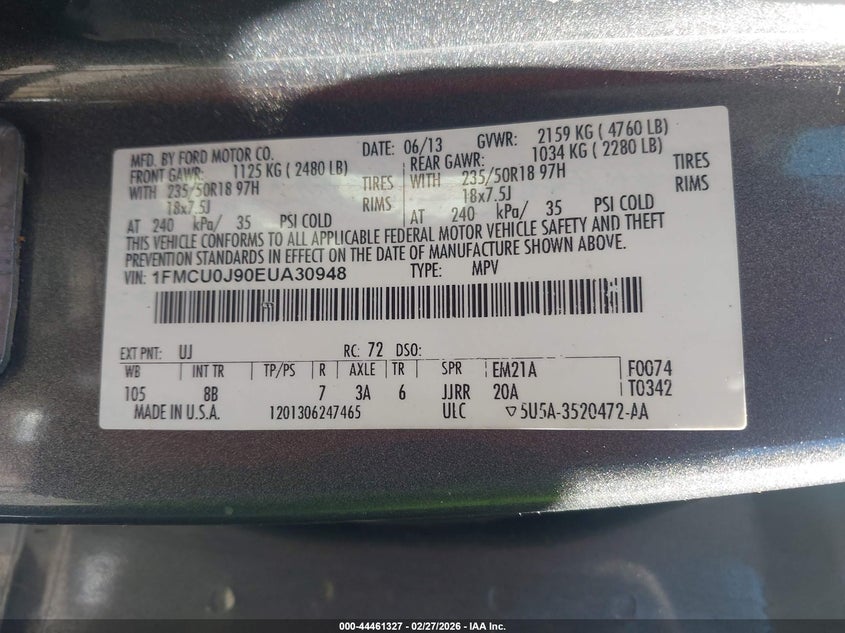 MFD. BY FORD MOTOR CO.
DATE: 06/13 GVWR: 2159 KG ( 4760 LB)
FRONT GAWR: 1125 KG ( 2480 LB)
REAR GAWR: 1034 KG ( 2280 LB)
WITH 235/50R18 97H TIRES
WITH 235/50R18 97H TIRES
18x7.5J RIMS
18x7.5J RIMS
AT 240 kPa/ 35 PSI COLD
AT 240 kPa/ 35 PSI COLD
THIS VEHICLE CONFORMS TO ALL APPLICABLE FEDERAL MOTOR VEHICLE SAFETY AND THEFT
PREVENTION STANDARDS IN EFFECT ON THE DATE OF MANUFACTURE SHOWN ABOVE.
VIN: 1FMCU0J90EUA30948 TYPE: MPV
EXT PNT: UJ RC: 72 DSO:
WB INT TR TP/PS R AXLE TR SPR EM21A F0074
105 8B 7 3A 6 JJRR 20A T0342
MADE IN U.S.A. 1201306247465 ULC ▽5U5A-3520472-AA
000-44461327 - 02/27/2026 - IAA Inc.